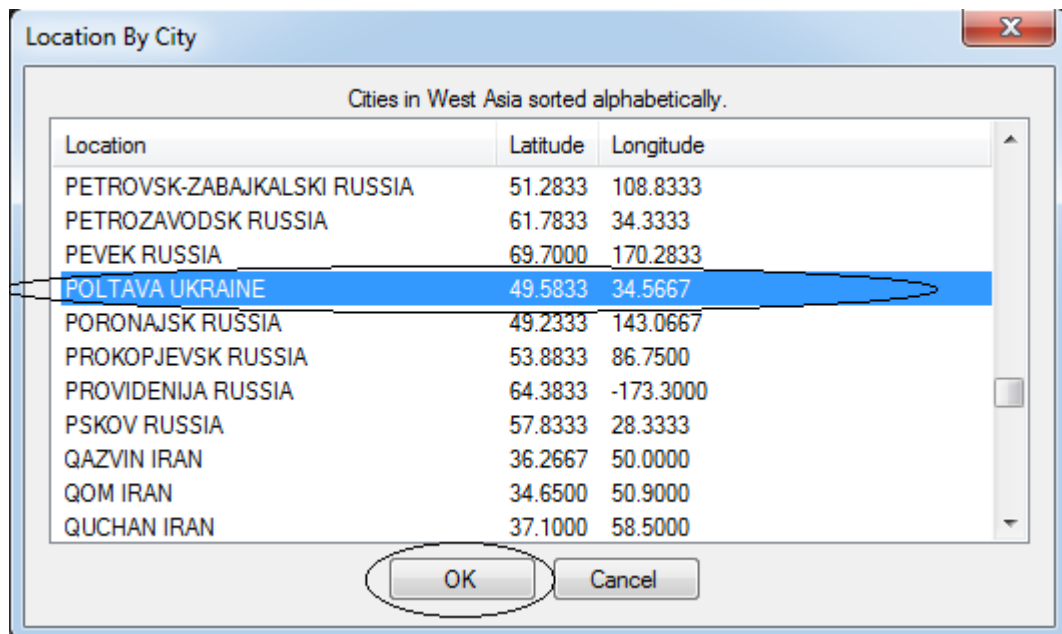 Location By City
Cities in West Asia sorted alphabetically.
Location Latitude Longitude
PETROVSK-ZABAJKALSKI RUSSIA 51.2833 108.8333
PETROZAVODSK RUSSIA 61.7833 34.3333
PEVEK RUSSIA 69.7000 170.2833
POLTAVA UKRAINE 49.5833 34.5667
PORONAJSK RUSSIA 49.2333 143.0667
PROKOPJEVSK RUSSIA 53.8833 86.7500
PROVIDENIJA RUSSIA 64.3833 -173.3000
PSKOV RUSSIA 57.8333 28.3333
QAZVIN IRAN 36.2667 50.0000
QOM IRAN 34.6500 50.9000
QUCHAN IRAN 37.1000 58.5000
OK Cancel